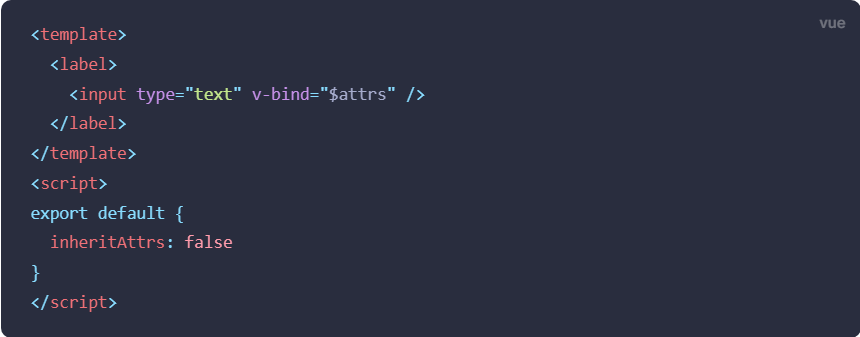 vue
<template>
  <label>
    <input type="text" v-bind="$attrs" />
  </label>
</template>
<script>
export default {
  inheritAttrs: false
}
</script>